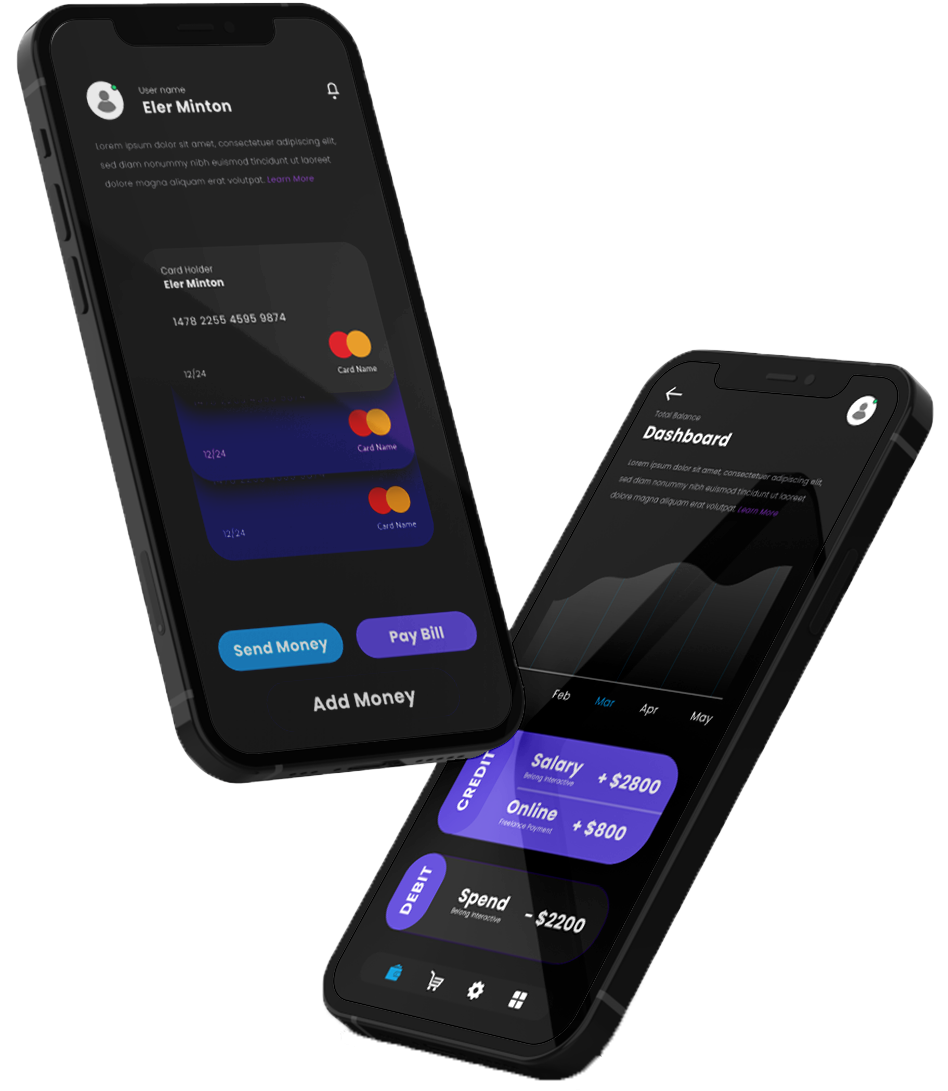 User name
Eler Minton
Lorem ipsum dolor sit amet, consectetuer adipiscing elit,
sed diam nonummy nibh euismod tincidunt ut laoreet
dolore magna aliquam erat volutpat. Learn More
Card Holder
Eler Minton
1478 2255 4595 9874
12/24
Card Name
12/24
Card Name
12/24
Card Name
Send Money
Pay Bill
Add Money
Total Balance
Dashboard
Lorem ipsum dolor sit amet, consectetuer adipiscing elit,
sed diam nonummy nibh euismod tincidunt ut laoreet
dolore magna aliquam erat volutpat. Learn More
Feb Mar Apr May
CREDIT
Salary + $2800
Belong Interactive
Online + $800
Freelance Payment
DEBIT
Spend - $2200
Belong Interactive